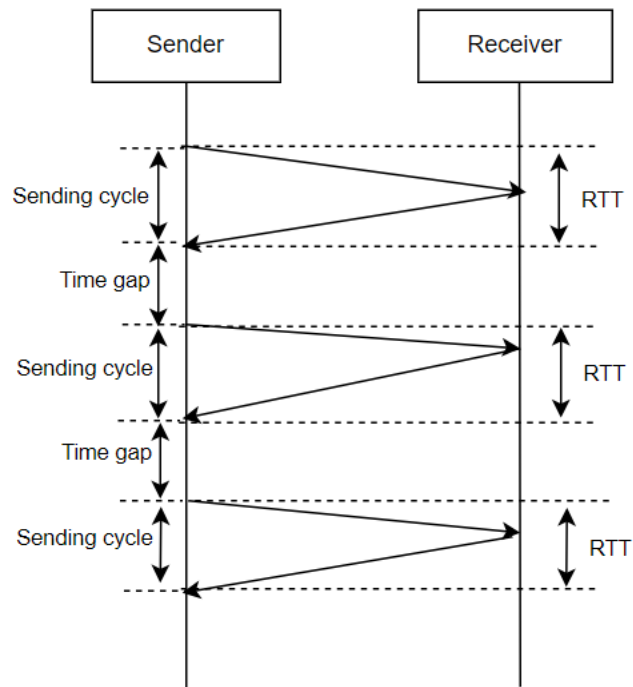 Sender
Receiver
Sending cycle
RTT
Time gap
Sending cycle
RTT
Time gap
Sending cycle
RTT